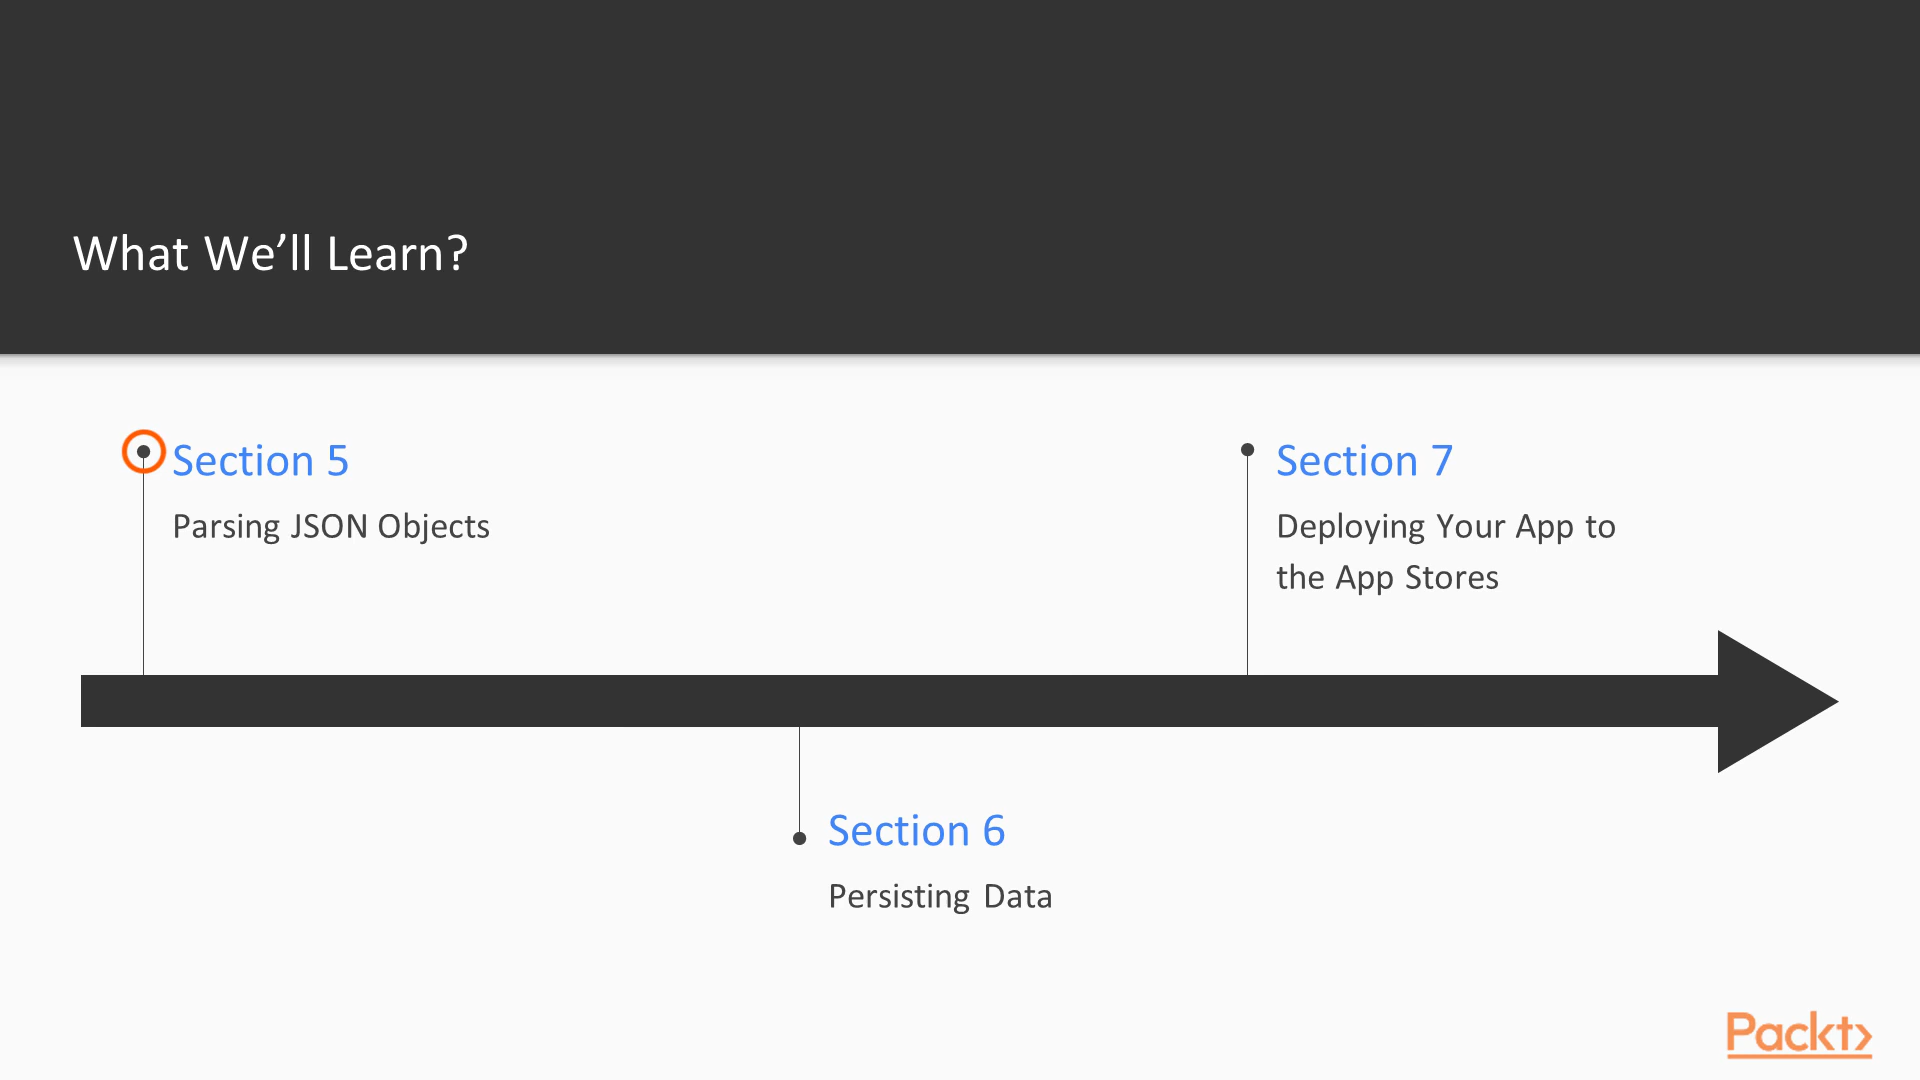 What We’ll Learn?
Section 5
Parsing JSON Objects
Section 7
Deploying Your App to
the App Stores
Section 6
Persisting Data
Packt>